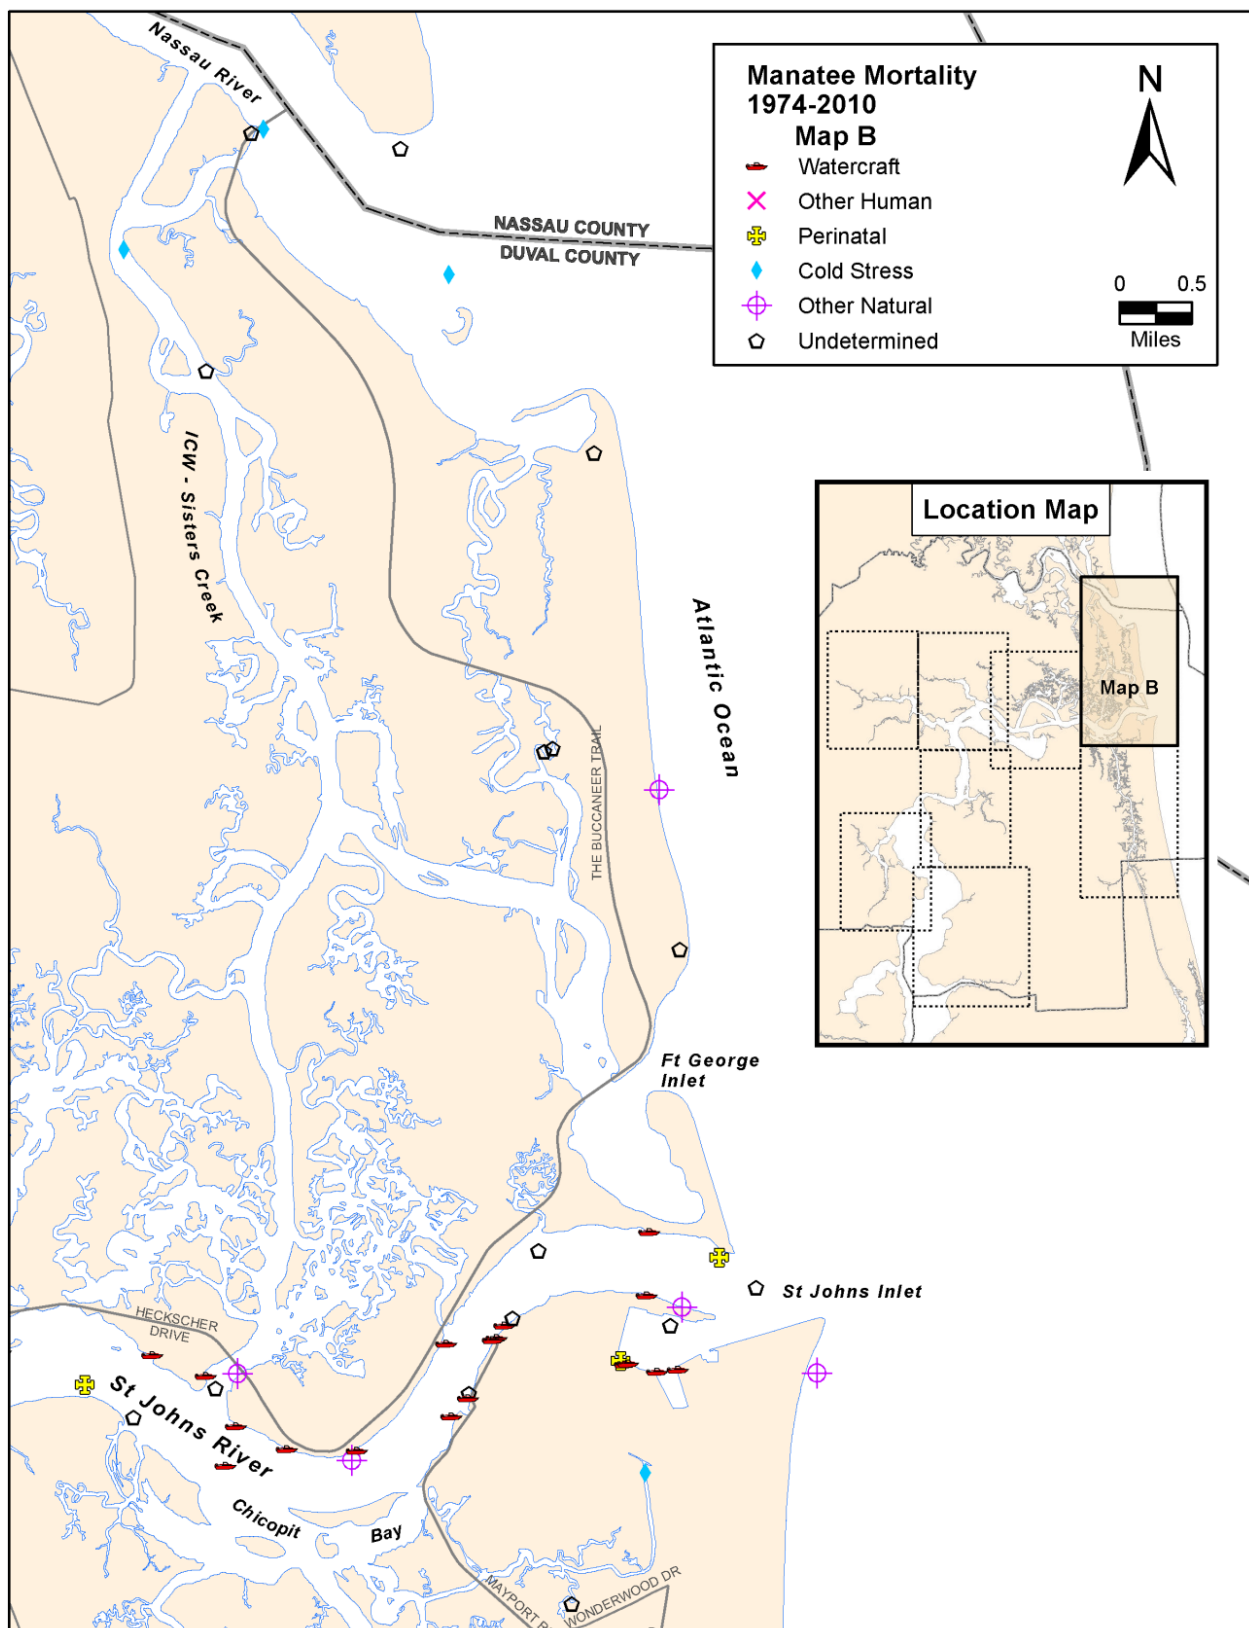 Nassau River
Manatee Mortality
1974-2010
Map B
Watercraft
Other Human
Perinatal
Cold Stress
Other Natural
Undetermined
N
0 0.5
Miles
NASSAU COUNTY
DUVAL COUNTY
ICW - Sisters Creek
Location Map
Map B
Atlantic Ocean
THE BUCCANEER TRAIL
Ft George
Inlet
St Johns Inlet
HECKSCHER
DRIVE
St Johns River
Chicopit Bay
MAYPORT
WONDERWOOD DR